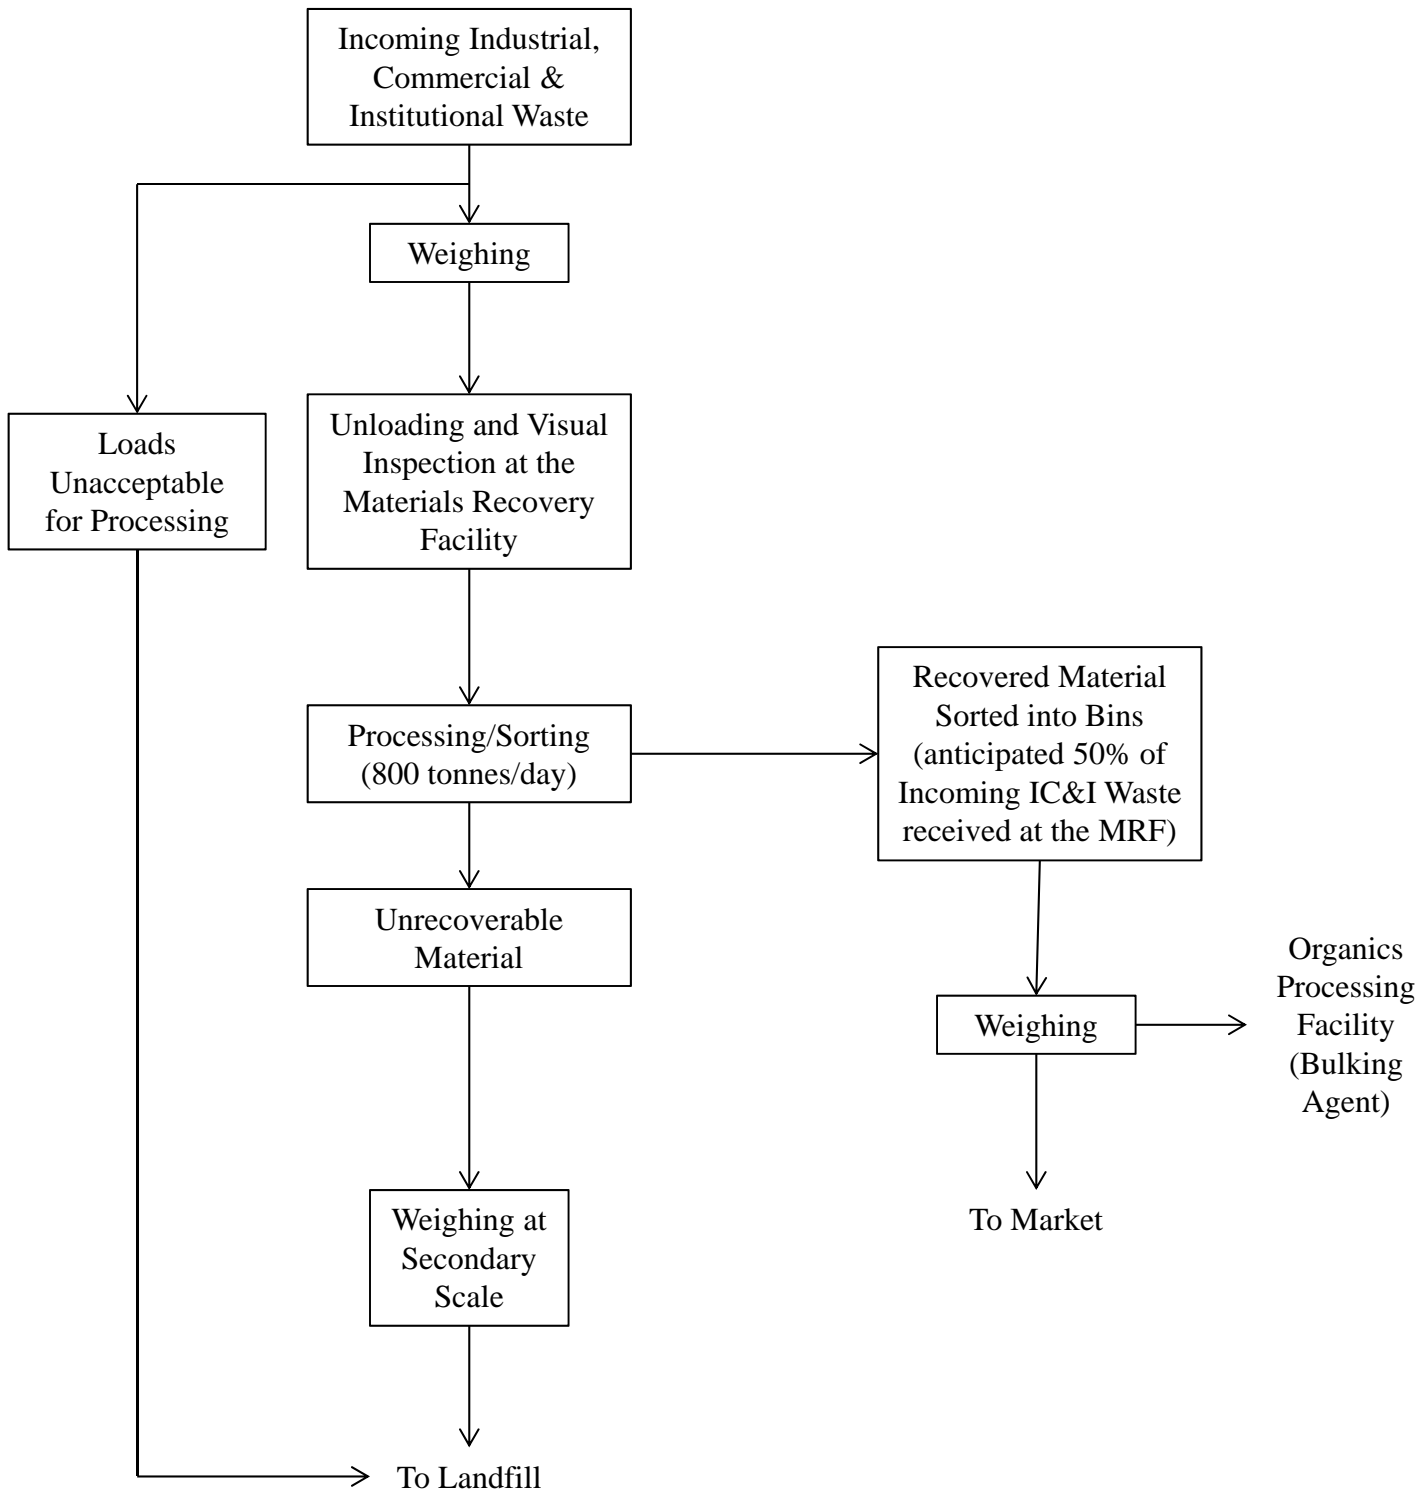 Incoming Industrial,
Commercial &
Institutional Waste
Weighing
Loads
Unacceptable
for Processing
Unloading and Visual
Inspection at the
Materials Recovery
Facility
Processing/Sorting
(800 tonnes/day)
Recovered Material
Sorted into Bins
(anticipated 50% of
Incoming IC&I Waste
received at the MRF)
Unrecoverable
Material
Weighing
Organics
Processing
Facility
(Bulking
Agent)
Weighing at
Secondary
Scale
To Market
To Landfill